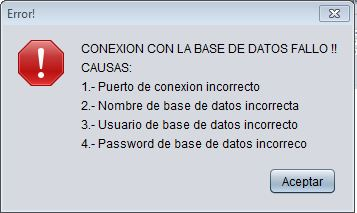 Error!
CONEXION CON LA BASE DE DATOS FALLO !!
CAUSAS:
1.- Puerto de conexion incorrecto
2.- Nombre de base de datos incorrecta
3.- Usuario de base de datos incorrecto
4.- Password de base de datos incorreco
Aceptar